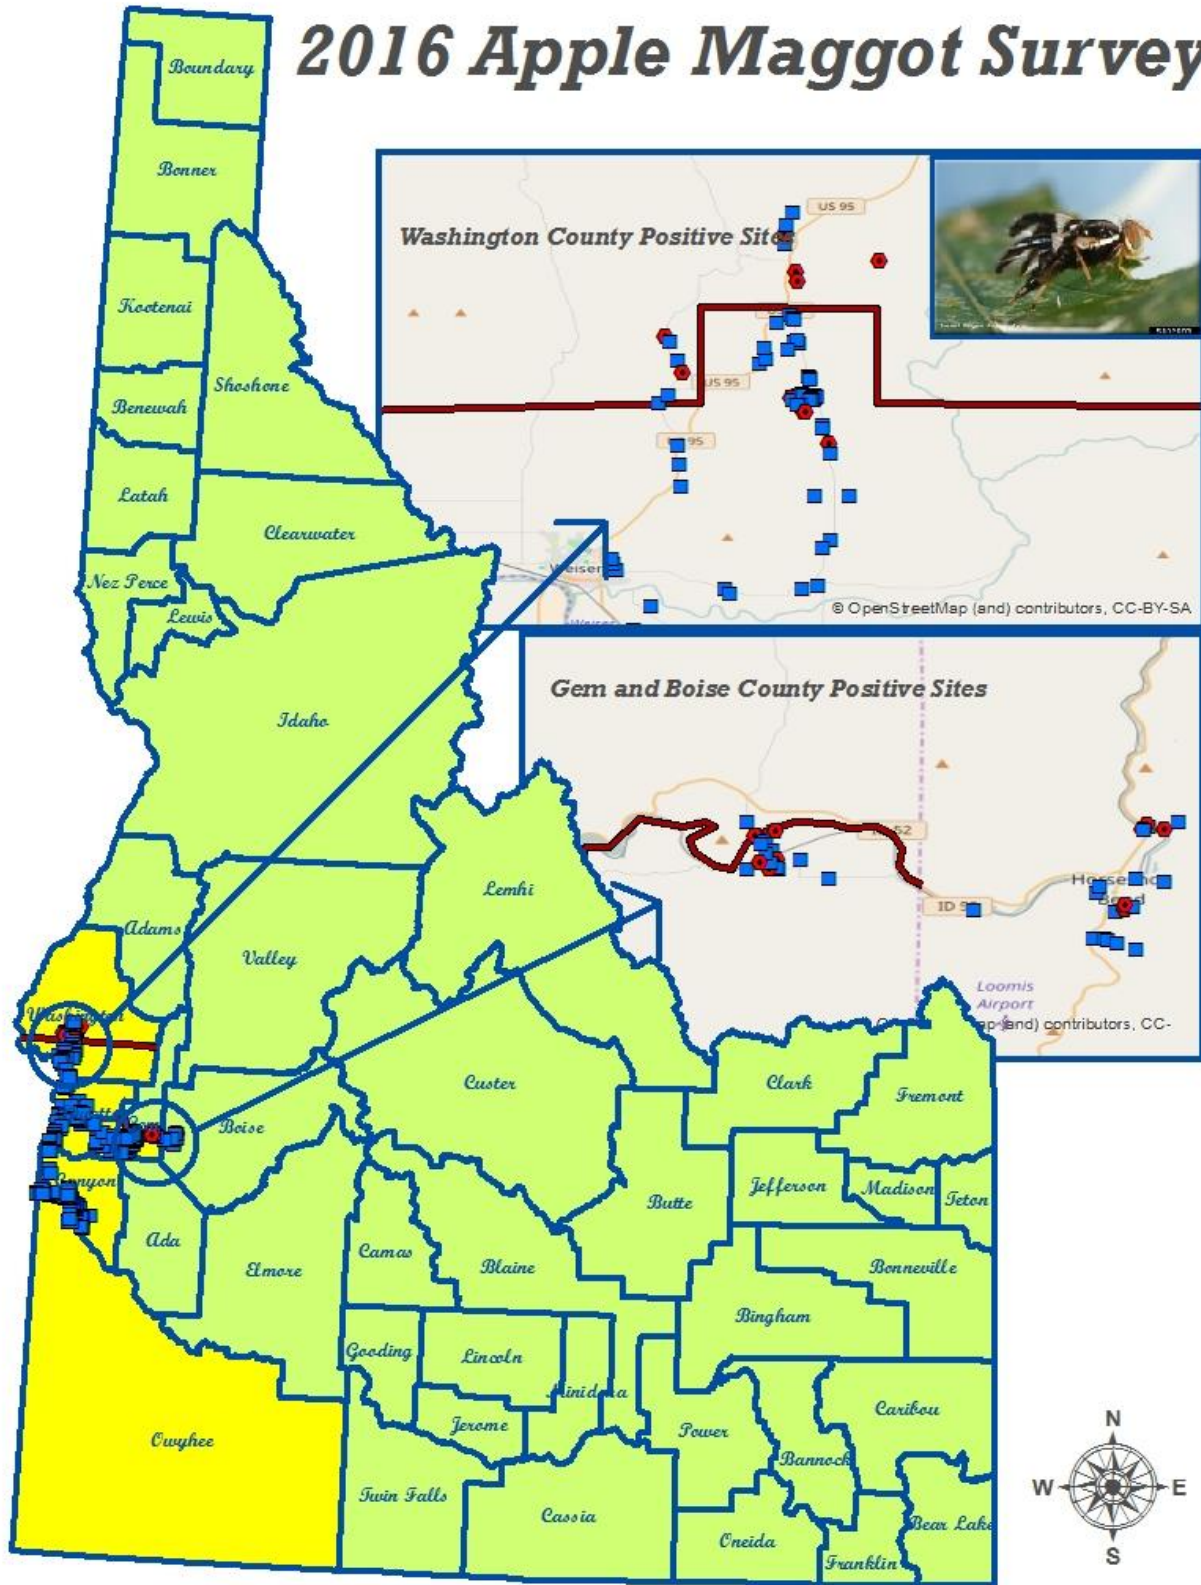 2016 Apple Maggot Survey
Boundary
Bonner
Kootenai
Shoshone
Benewah
Latah
Clearwater
Nez Perce
Lewis
Idaho
Lemhi
Adams
Valley
Washington
Custer
Clark
Fremont
Boise
Canyon
Jefferson
Madison
Teton
Butte
Ada
Camas
Blaine
Elmore
Bonneville
Bingham
Gooding
Lincoln
Minidoka
Jerome
Power
Caribou
Bannock
Owyhee
Twin Falls
Cassia
Oneida
Bear Lake
Franklin
Washington County Positive Sites
US 95
US 95
Weiser
© OpenStreetMap (and) contributors, CC-BY-SA
Gem and Boise County Positive Sites
Loomis
Airport
(and) contributors, CC-
N
W
E
S